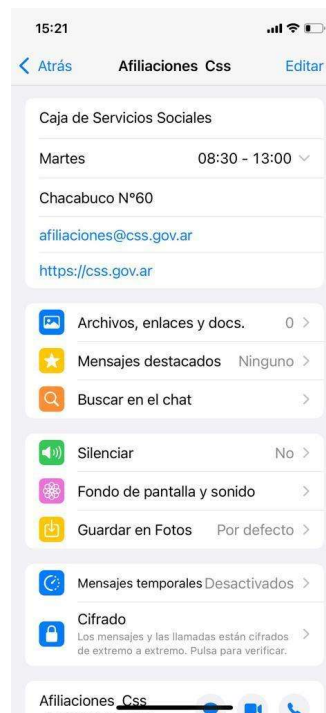 15:21
Atrás Afiliaciones Css Editar
Caja de Servicios Sociales
Martes 08:30 - 13:00
Chacabuco Nº60
afiliaciones@css.gov.ar
https://css.gov.ar
Archivos, enlaces y docs. 0
Mensajes destacados Ninguno
Buscar en el chat
Silenciar No
Fondo de pantalla y sonido
Guardar en Fotos Por defecto
Mensajes temporales Desactivados
Cifrado
Los mensajes y las llamadas están cifrados
de extremo a extremo. Pulsa para verificar.
Afiliaciones Css